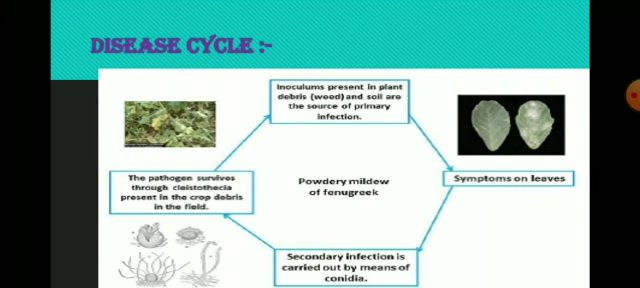 DISEASE CYCLE :-
Inoculums present in plant
debris (weed) and soil are
the source of primary
infection.
The pathogen survives
through cleistothecia
present in the crop debris
in the field.
Powdery mildew
of fenugreek
Symptoms on leaves
Secondary infection is
carried out by means of
conidia.